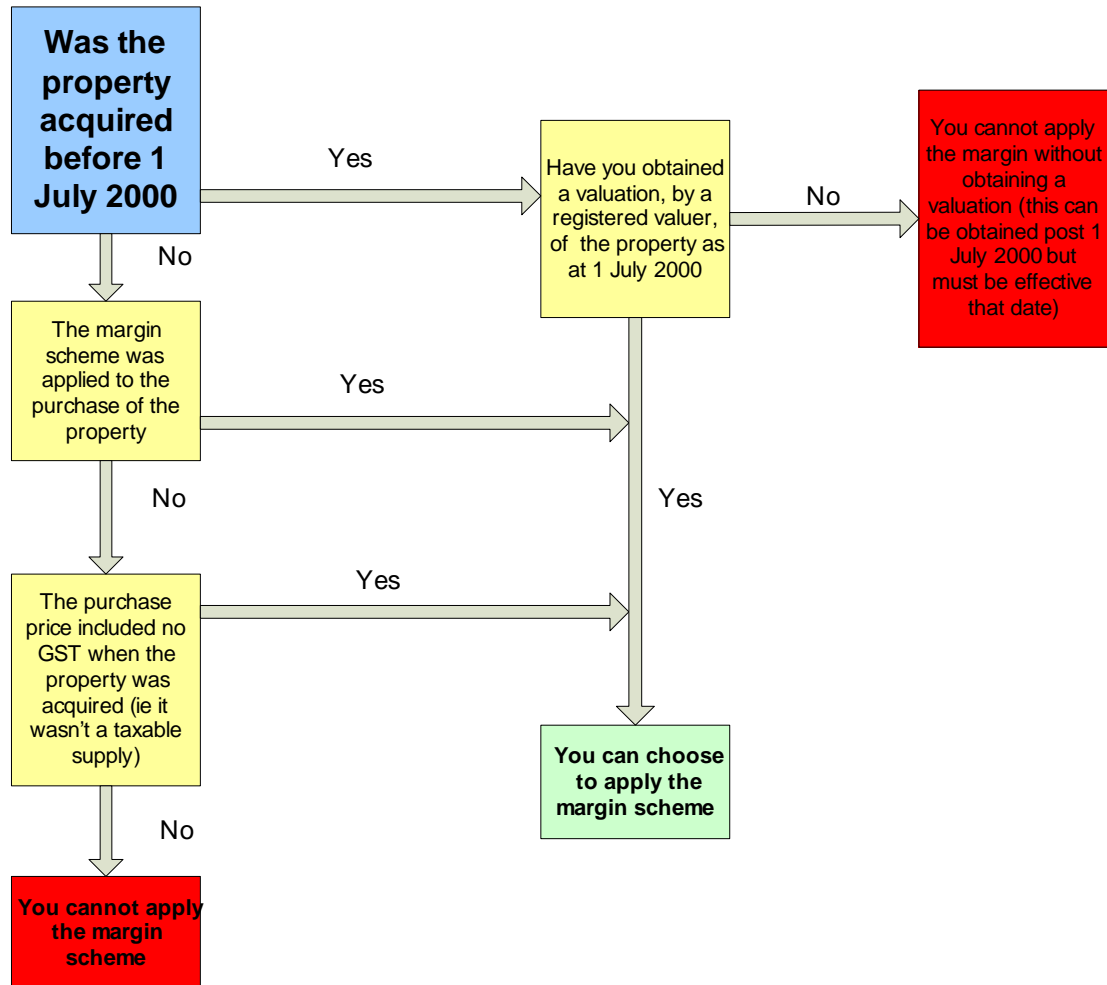 Was the
property
acquired
before 1
July 2000
Yes
Have you obtained
a valuation, by a
registered valuer,
of the property as
at 1 July 2000
No
You cannot apply
the margin without
obtaining a
valuation (this can
be obtained post 1
July 2000 but
must be effective
that date)
No
The margin
scheme was
applied to the
purchase of the
property
Yes
No
Yes
The purchase
price included no
GST when the
property was
acquired (ie it
wasn't a taxable
supply)
Yes
You can choose
to apply the
margin scheme
No
You cannot apply
the margin
scheme